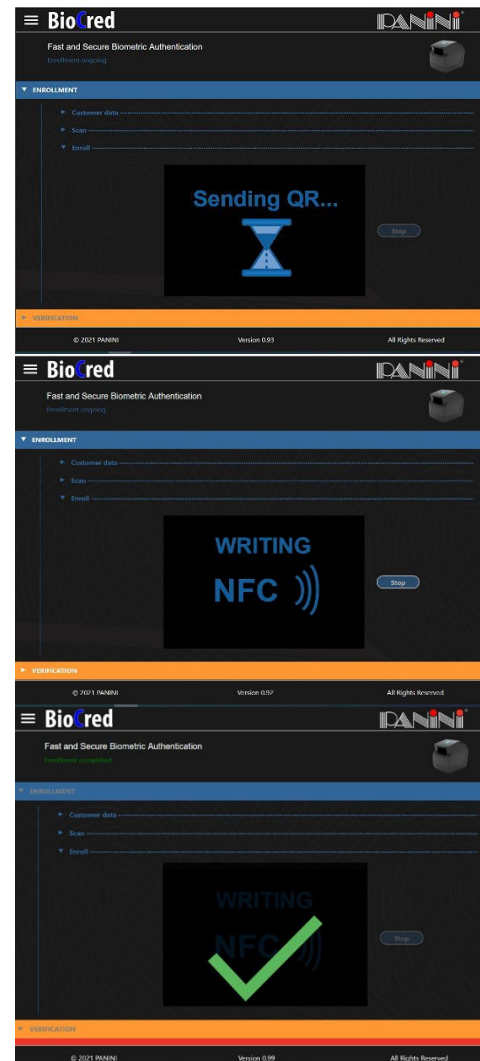 BioCred PANINI
Fast and Secure Biometric Authentication
Enrollment ongoing
ENROLLMENT
Customer data
Scan
Enroll
Sending QR...
Stop
VERIFICATION
© 2021 PANINI Version 0.93 All Rights Reserved
BioCred PANINI
Fast and Secure Biometric Authentication
Enrollment ongoing
ENROLLMENT
Customer data
Scan
Enroll
WRITING
NFC
Stop
VERIFICATION
© 2021 PANINI Version 0.92 All Rights Reserved
BioCred PANINI
Fast and Secure Biometric Authentication
Enrollment completed
ENROLLMENT
Customer data
Scan
Enroll
WRITING
NFC
Stop
VERIFICATION
© 2021 PANINI Version 0.99 All Rights Reserved